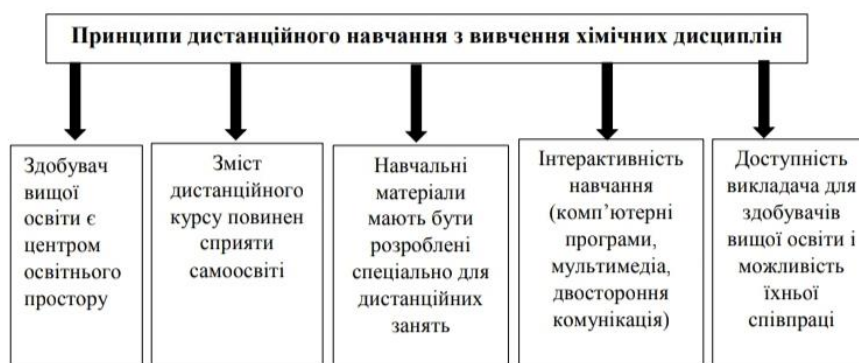 Принципи дистанційного навчання з вивчення хімічних дисциплін
Здобувач
вищої
освіти є
центром
освітнього
простору
Зміст
дистанційного
курсу повинен
сприяти
самоосвіті
Навчальні
матеріали
мають бути
розроблені
спеціально для
дистанційних
занять
Інтерактивність
навчання
(комп’ютерні
програми,
мультимедіа,
двостороння
комунікація)
Доступність
викладача для
здобувачів
вищої освіти і
можливість
їхньої
співпраці